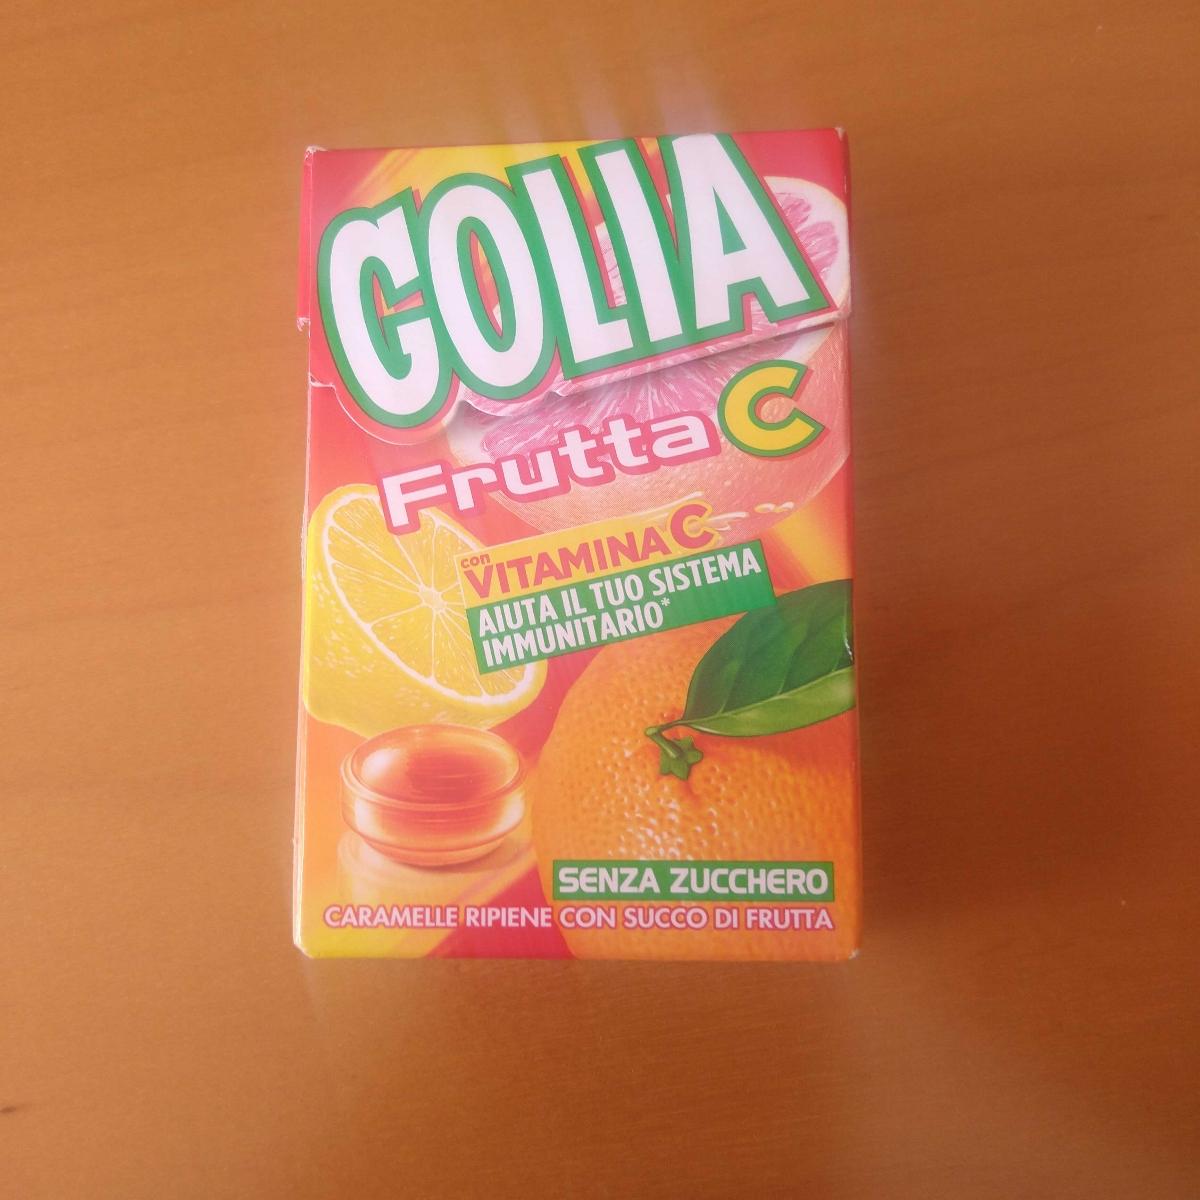 GOLIA
Frutta C
con VITAMINA C
AIUTA IL TUO SISTEMA
IMMUNITARIO*
SENZA ZUCCHERO
CARAMELLE RIPIENE CON SUCCO DI FRUTTA